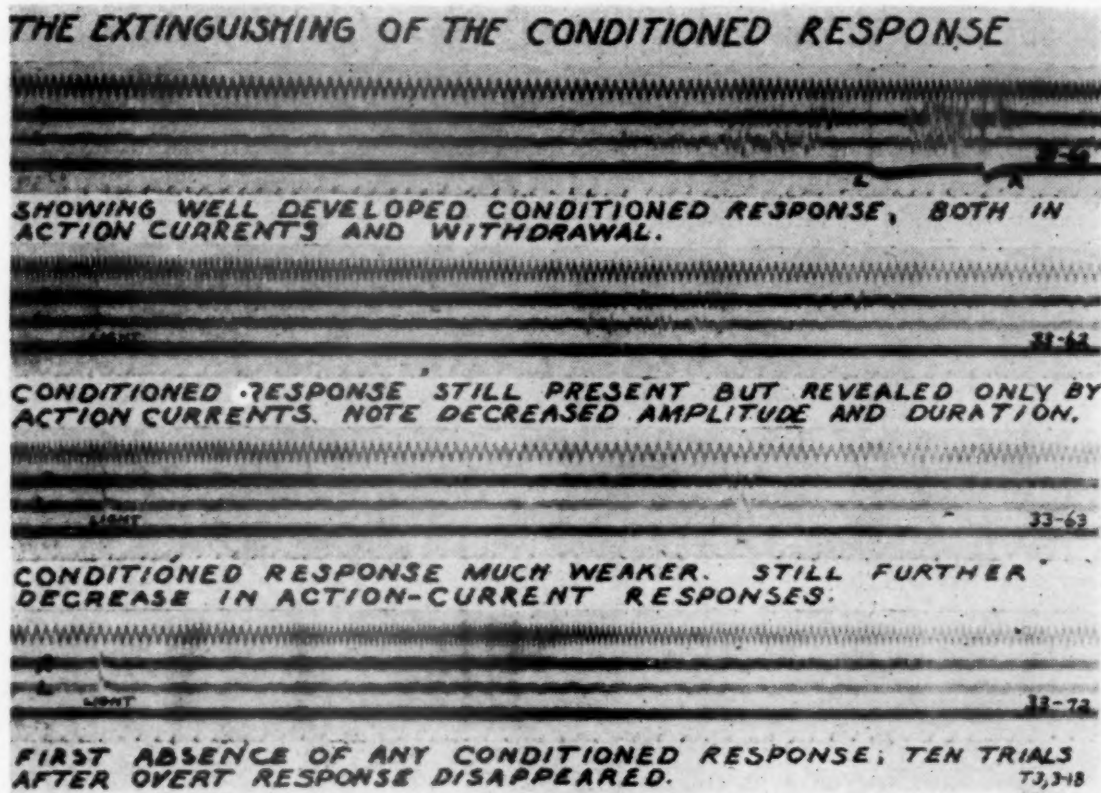 THE EXTINGUISHING OF THE CONDITIONED RESPONSE
L R
SHOWING WELL DEVELOPED CONDITIONED RESPONSE, BOTH IN
ACTION CURRENTS AND WITHDRAWAL.
LIGHT
33-62
CONDITIONED RESPONSE STILL PRESENT BUT REVEALED ONLY BY
ACTION CURRENTS. NOTE DECREASED AMPLITUDE AND DURATION.
LIGHT
33-63
CONDITIONED RESPONSE MUCH WEAKER. STILL FURTHER
DECREASE IN ACTION-CURRENT RESPONSES.
R
L
LIGHT
33-72
FIRST ABSENCE OF ANY CONDITIONED RESPONSE; TEN TRIALS
AFTER OVERT RESPONSE DISAPPEARED.
T3,3-18